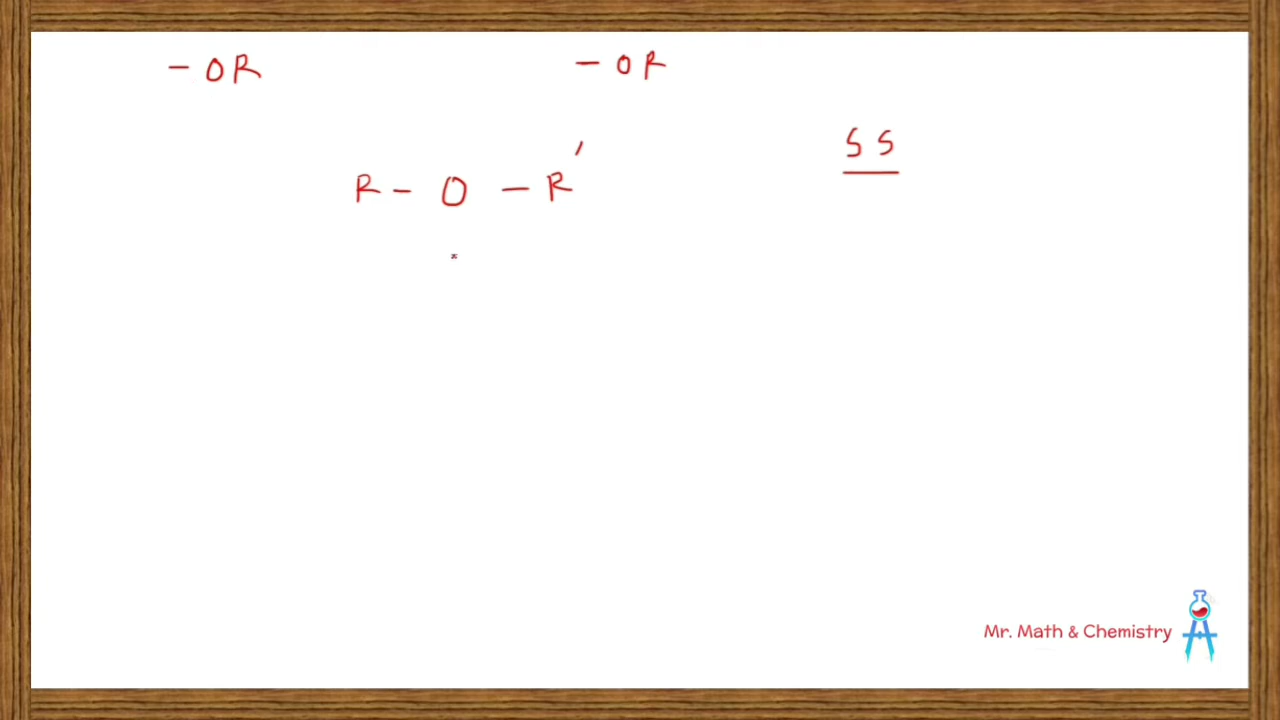 - OR - OR
SS
R - O - R'
Mr. Math & Chemistry